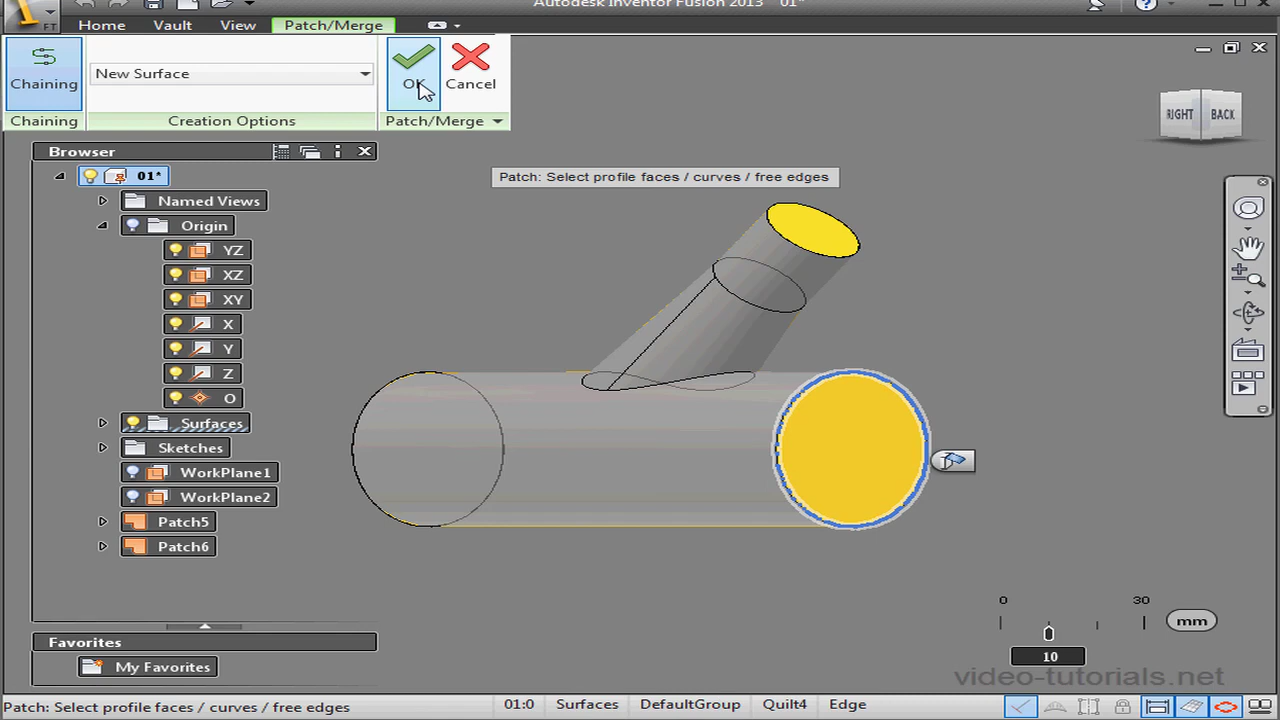 Autodesk Inventor Fusion 2013 01*
FT
Home Vault View Patch/Merge
Chaining
New Surface
OK
Cancel
Chaining
Creation Options
Patch/Merge
Browser
RIGHT BACK
01*
Patch: Select profile faces / curves / free edges
Named Views
Origin
YZ
XZ
XY
X
Y
Z
O
Surfaces
Sketches
WorkPlane1
WorkPlane2
Patch5
Patch6
0 30
mm
10
Favorites
My Favorites
video-tutorials.net
Patch: Select profile faces / curves / free edges 01:0 Surfaces DefaultGroup Quilt4 Edge